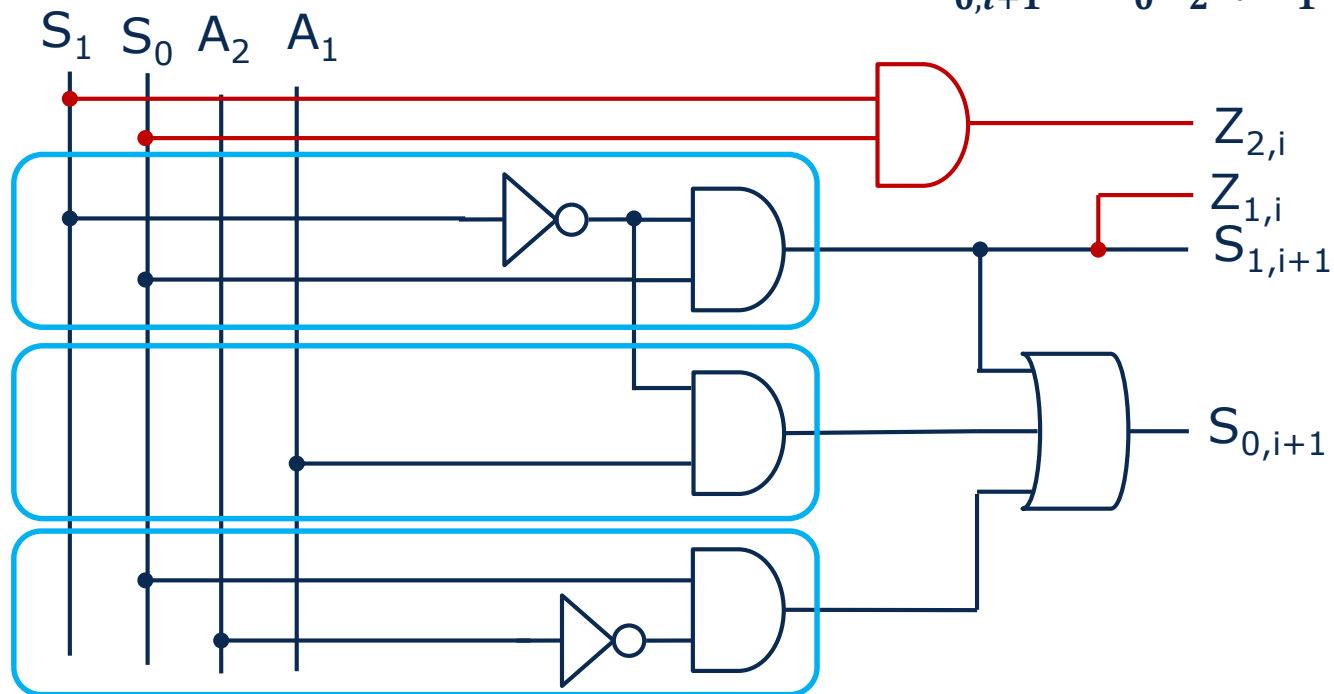 S₁ S₀ A₂ A₁
Z₂,ᵢ
Z₁,ᵢ
S₁,ᵢ₊₁
S₀,ᵢ₊₁